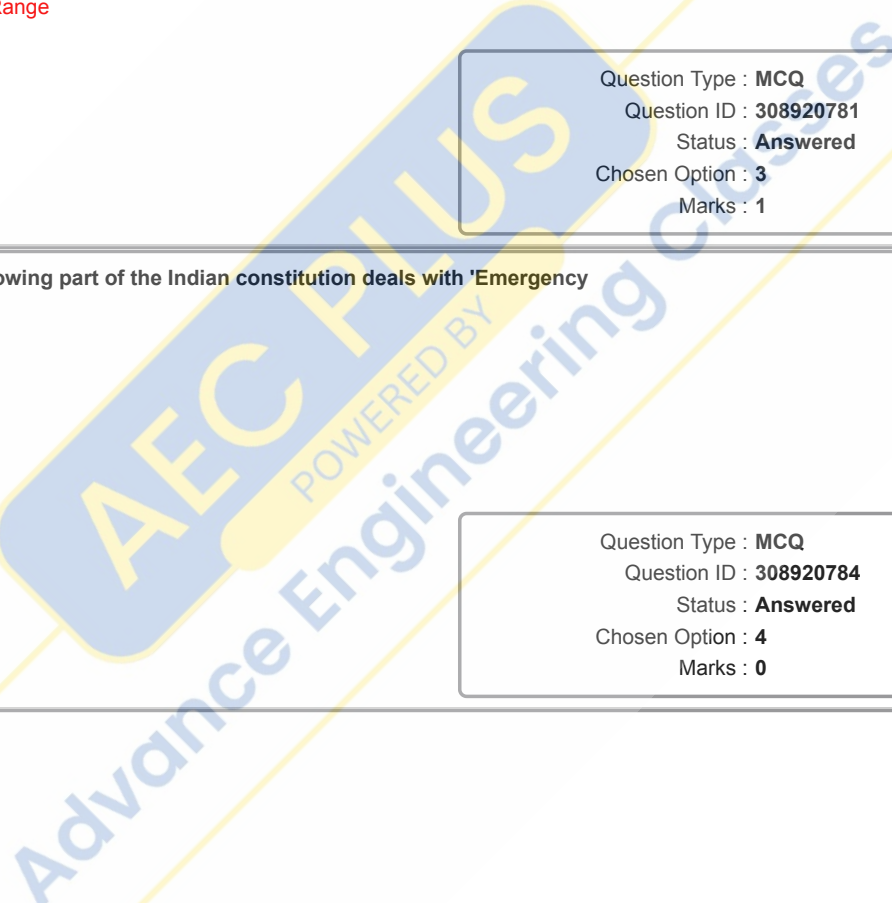 Range
Question Type : MCQ
Question ID : 308920781
Status : Answered
Chosen Option : 3
Marks : 1
owing part of the Indian constitution deals with 'Emergency
Question Type : MCQ
Question ID : 308920784
Status : Answered
Chosen Option : 4
Marks : 0
AEC PLUS
POWERED BY
Advance Engineering Classes